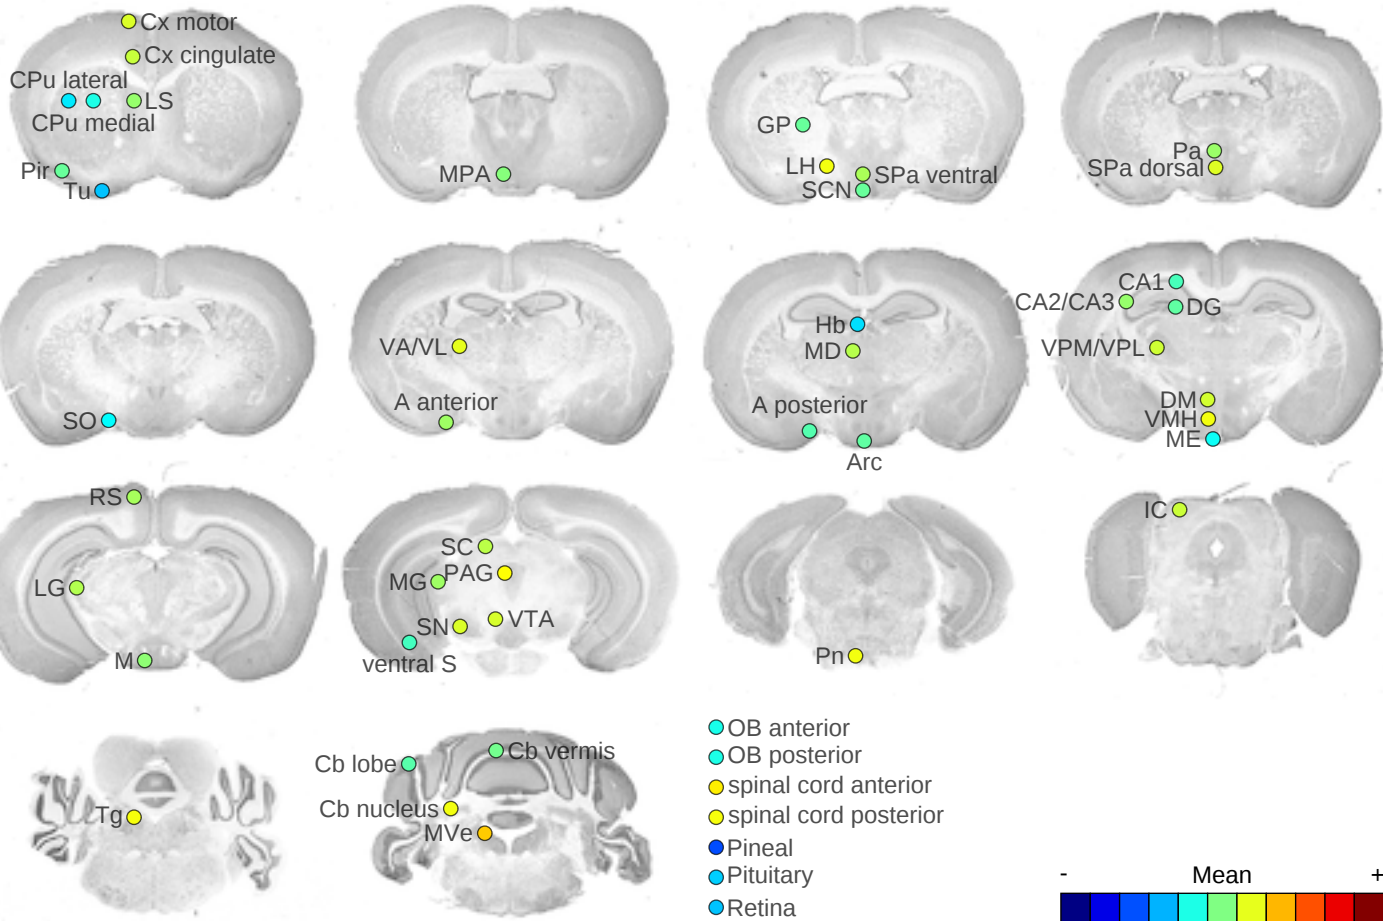 Cx motor
Cx cingulate
CPu lateral
LS
CPu medial
Pir
Tu
MPA
GP
LH
SPa ventral
SCN
Pa
SPa dorsal
SO
VA/VL
A anterior
Hb
MD
A posterior
Arc
CA1
CA2/CA3
DG
VPM/VPL
DM
VMH
ME
RS
LG
M
SC
PAG
MG
VTA
SN
ventral S
Pn
IC
Tg
Cb lobe
Cb vermis
Cb nucleus
MVe
OB anterior
OB posterior
spinal cord anterior
spinal cord posterior
Pineal
Pituitary
Retina
- Mean +